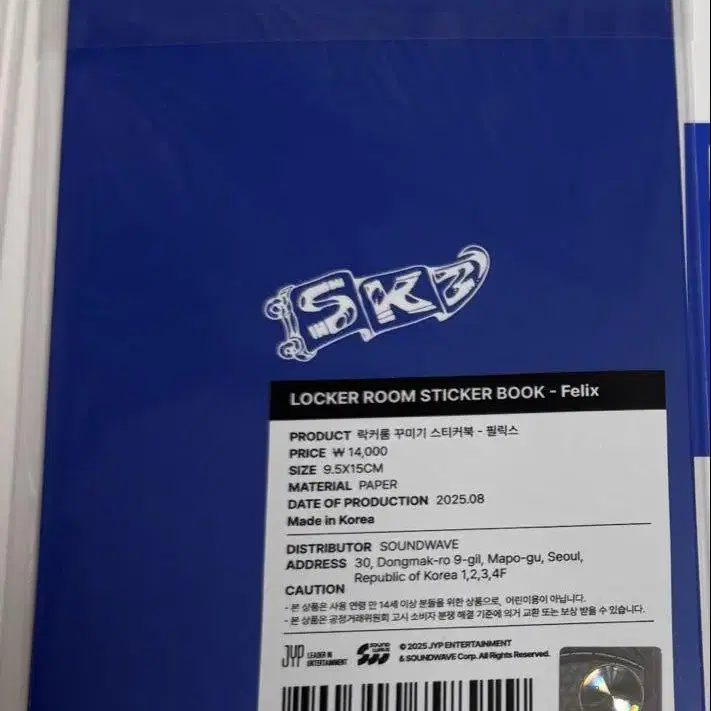 SKZ
LOCKER ROOM STICKER BOOK - Felix
PRODUCT 락커룸 꾸미기 스티커북 - 필릭스
PRICE ₩ 14,000
SIZE 9.5X15CM
MATERIAL PAPER
DATE OF PRODUCTION 2025.08
Made in Korea
DISTRIBUTOR SOUNDWAVE
ADDRESS 30, Dongmak-ro 9-gil, Mapo-gu, Seoul,
Republic of Korea 1,2,3,4F
CAUTION
- 본 상품은 사용 연령 만 14세 이상 분들을 위한 상품으로, 어린이용이 아닙니다.
- 본 상품은 공정거래위원회 고시 소비자 분쟁 해결 기준에 의거 교환 또는 보상 받을 수 있습니다.
JYP LEADER IN
ENTERTAINMENT
SOUND
WAVE
© 2025 JYP ENTERTAINMENT
& SOUNDWAVE Corp. All Rights Reserved.